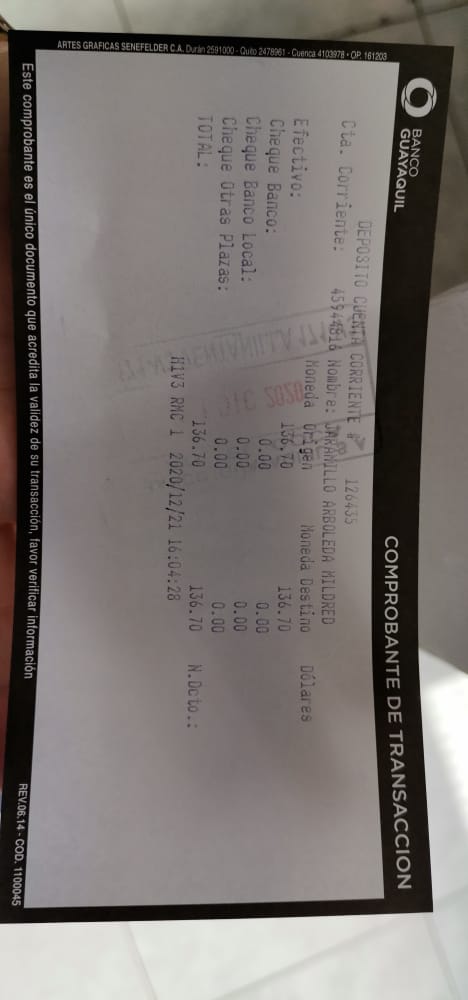 BANCO
GUAYAQUIL
COMPROBANTE DE TRANSACCION
DEPOSITO CUENTA CORRIENTE # 126435
Cta. Corriente: 45944816 Nombre: JARAMILLO ARBOLEDA MILDRED
Moneda Origen Moneda Destino Dólares
Efectivo: 136.70 136.70
Cheque Banco: 0.00 0.00
Cheque Banco Local: 0.00 0.00
Cheque Otras Plazas: 0.00 0.00
TOTAL: 136.70 136.70 N.Dcto.:
H1V3 RMC 1 2020/12/21 16:04:28
Este comprobante es el único documento que acredita la validez de su transacción, favor verificar información
REV.06.14 - COD. 1100045
ARTES GRAFICAS SENEFELDER C.A. Durán 2591000 - Quito 2478961 - Cuenca 4103978 • OP. 161203